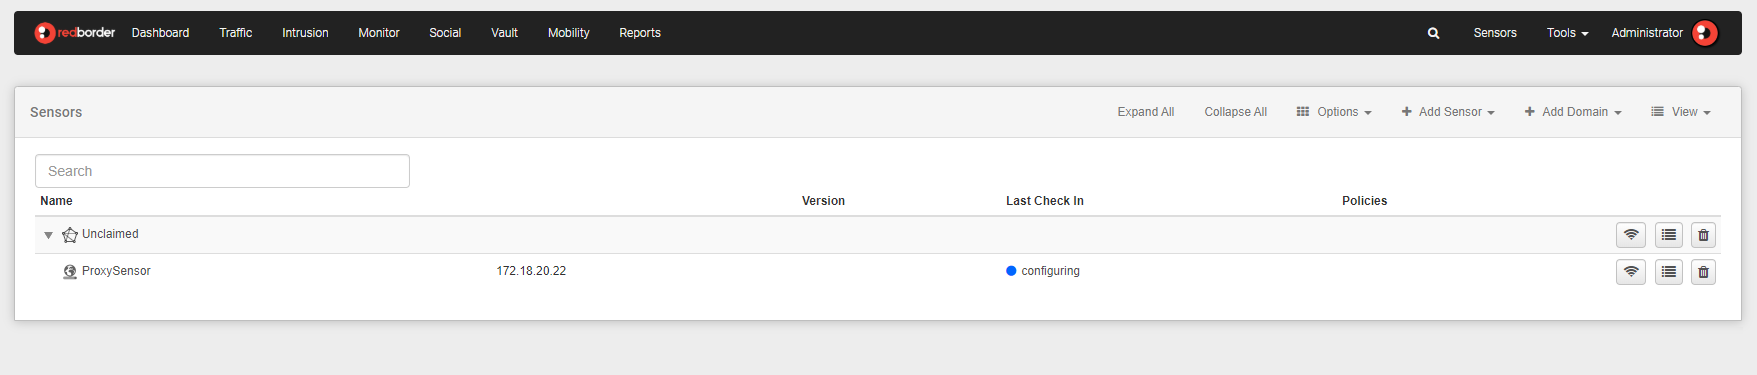 redborder Dashboard Traffic Intrusion Monitor Social Vault Mobility Reports Sensors Tools Administrator
Sensors Expand All Collapse All Options Add Sensor Add Domain View
Search
Name Version Last Check In Policies
Unclaimed
ProxySensor 172.18.20.22 configuring